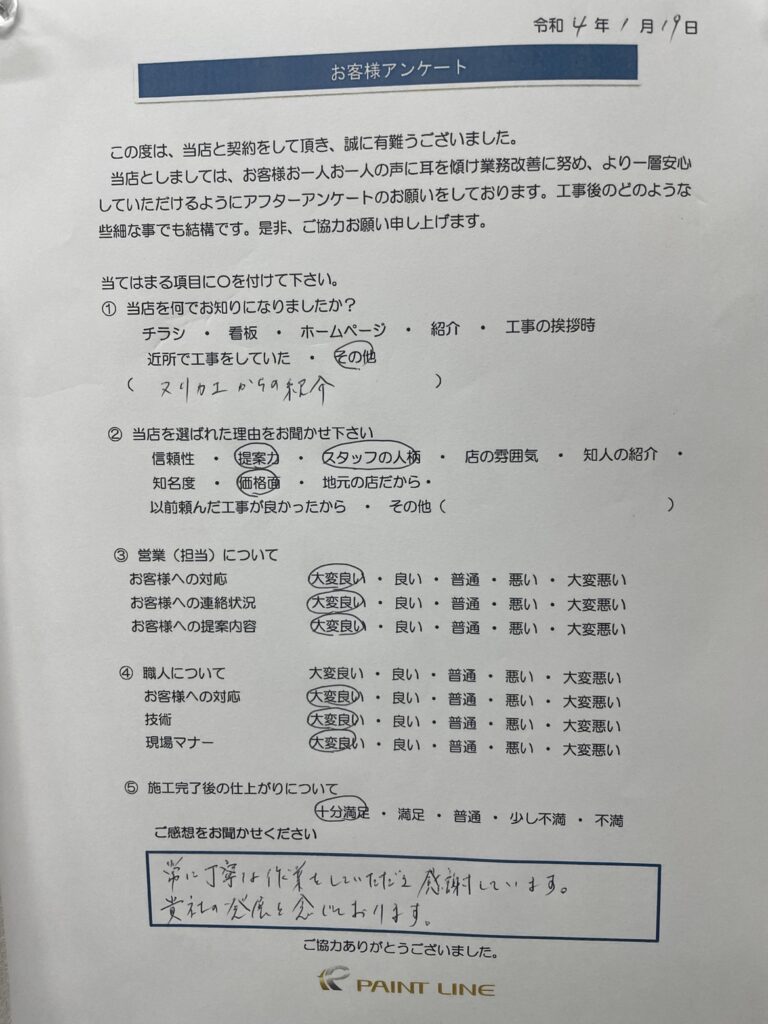 令和 4 年 1 月 19 日
お客様アンケート
この度は、当店と契約をして頂き、誠に有難うございました。
当店としましては、お客様お一人お一人の声に耳を傾け業務改善に努め、より一層安心
していただけるようにアフターアンケートのお願いをしております。工事後のどのような
些細な事でも結構です。是非、ご協力お願い申し上げます。
当てはまる項目に〇を付けて下さい。
① 当店を何でお知りになりましたか？
チラシ ・ 看板 ・ ホームページ ・ 紹介 ・ 工事の挨拶時
近所で工事をしていた ・ その他
( ヌリカエからの紹介 )
② 当店を選ばれた理由をお聞かせ下さい
信頼性 ・ 提案力 ・ スタッフの人柄 ・ 店の雰囲気 ・ 知人の紹介 ・
知名度 ・ 価格面 ・ 地元の店だから・
以前頼んだ工事が良かったから ・ その他 ( )
③ 営業（担当）について
お客様への対応 大変良い ・ 良い ・ 普通 ・ 悪い ・ 大変悪い
お客様への連絡状況 大変良い ・ 良い ・ 普通 ・ 悪い ・ 大変悪い
お客様への提案内容 大変良い ・ 良い ・ 普通 ・ 悪い ・ 大変悪い
④ 職人について 大変良い ・ 良い ・ 普通 ・ 悪い ・ 大変悪い
お客様への対応 大変良い ・ 良い ・ 普通 ・ 悪い ・ 大変悪い
技術 大変良い ・ 良い ・ 普通 ・ 悪い ・ 大変悪い
現場マナー 大変良い ・ 良い ・ 普通 ・ 悪い ・ 大変悪い
⑤ 施工完了後の仕上がりについて
十分満足 ・ 満足 ・ 普通 ・ 少し不満 ・ 不満
ご感想をお聞かせください
常に丁寧な作業をしていただき感謝しています。
貴社の発展を念じております。
ご協力ありがとうございました。
PAINT LINE